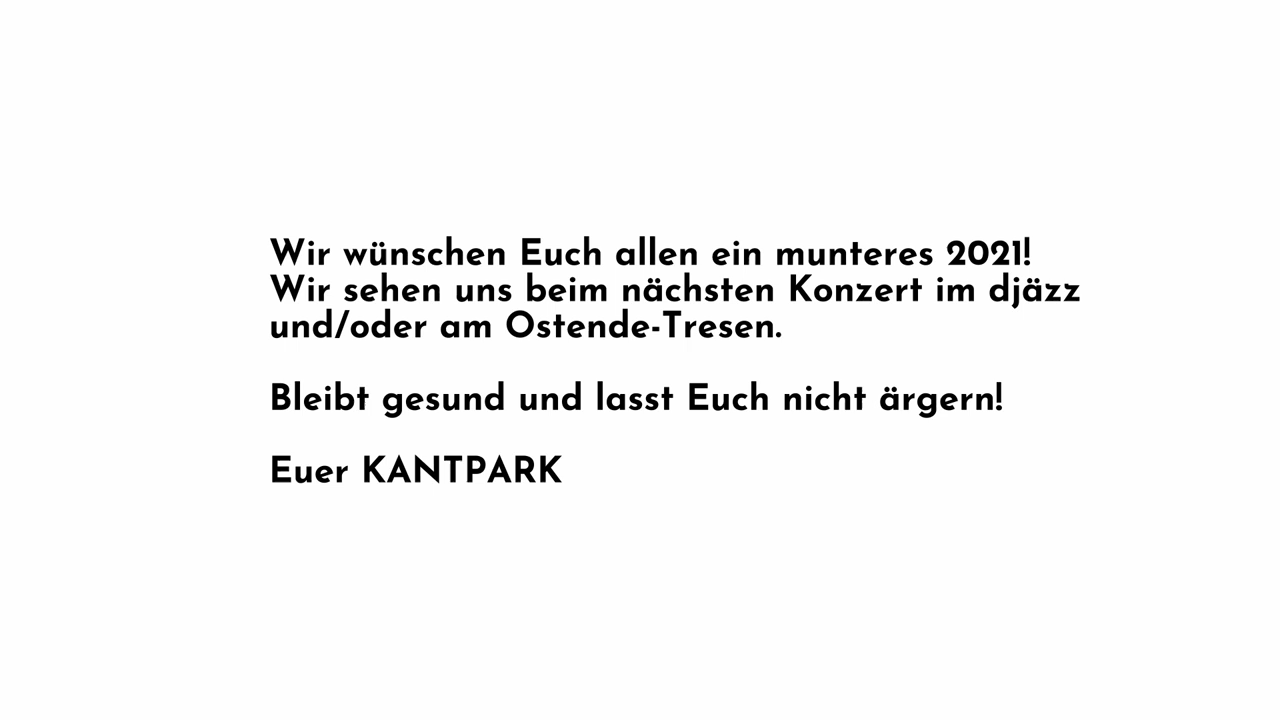 Wir wünschen Euch allen ein munteres 2021!
Wir sehen uns beim nächsten Konzert im djäzz
und/oder am Ostende-Tresen.
Bleibt gesund und lasst Euch nicht ärgern!
Euer KANTPARK